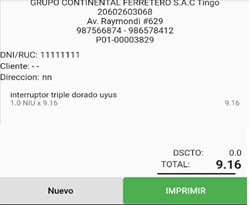 GRUPO CONTINENTAL FERRETERO S.A.C Tingo
20602603068
Av. Raymondi #629
987566874 - 986578412
P01-00003829
DNI/RUC: 11111111
Cliente: - -
Direccion: nn
interruptor triple dorado uyus
1.0 NIU x 9.16 9.16
DSCTO: 0.0
TOTAL: 9.16
Nuevo IMPRIMIR